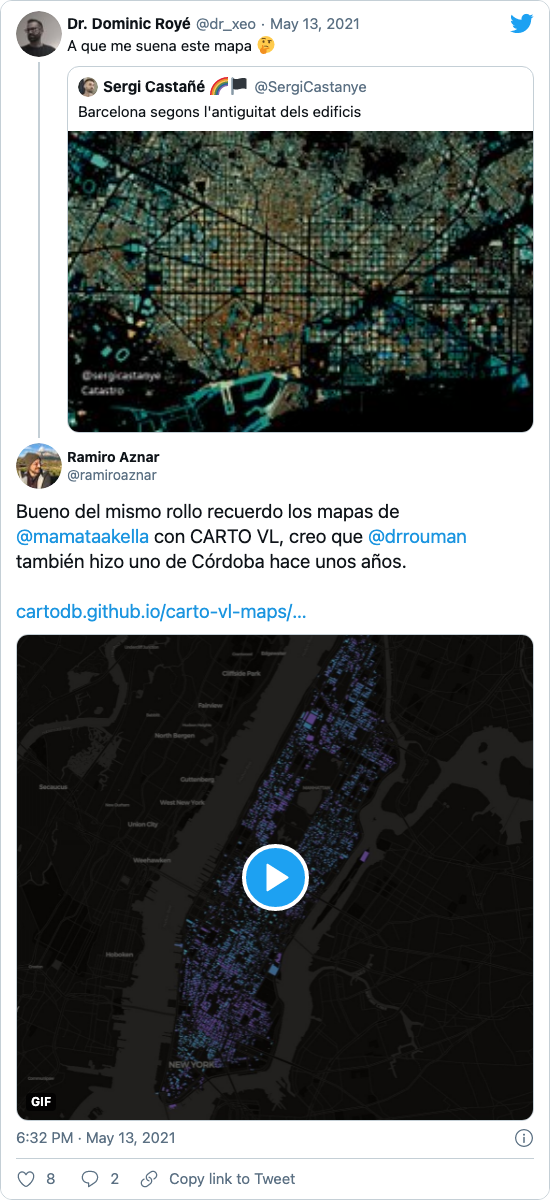 Dr. Dominic Royé @dr_xeo · May 13, 2021
A que me suena este mapa 🤔
Sergi Castañé 🌈🏴 @SergiCastanye
Barcelona segons l'antiguitat dels edificis
@sergicastanye
Catastro
Ramiro Aznar
@ramiroaznar
Bueno del mismo rollo recuerdo los mapas de
@mamataakella con CARTO VL, creo que @drrouman
también hizo uno de Córdoba hace unos años.
cartodb.github.io/carto-vl-maps/...
Cliffside Park
Fairview
North Bergen
Guttenberg
Secaucus
West New York
Union City
Weehawken
Hoboken
NEW YORK
GIF
6:32 PM · May 13, 2021
8
2
Copy link to Tweet